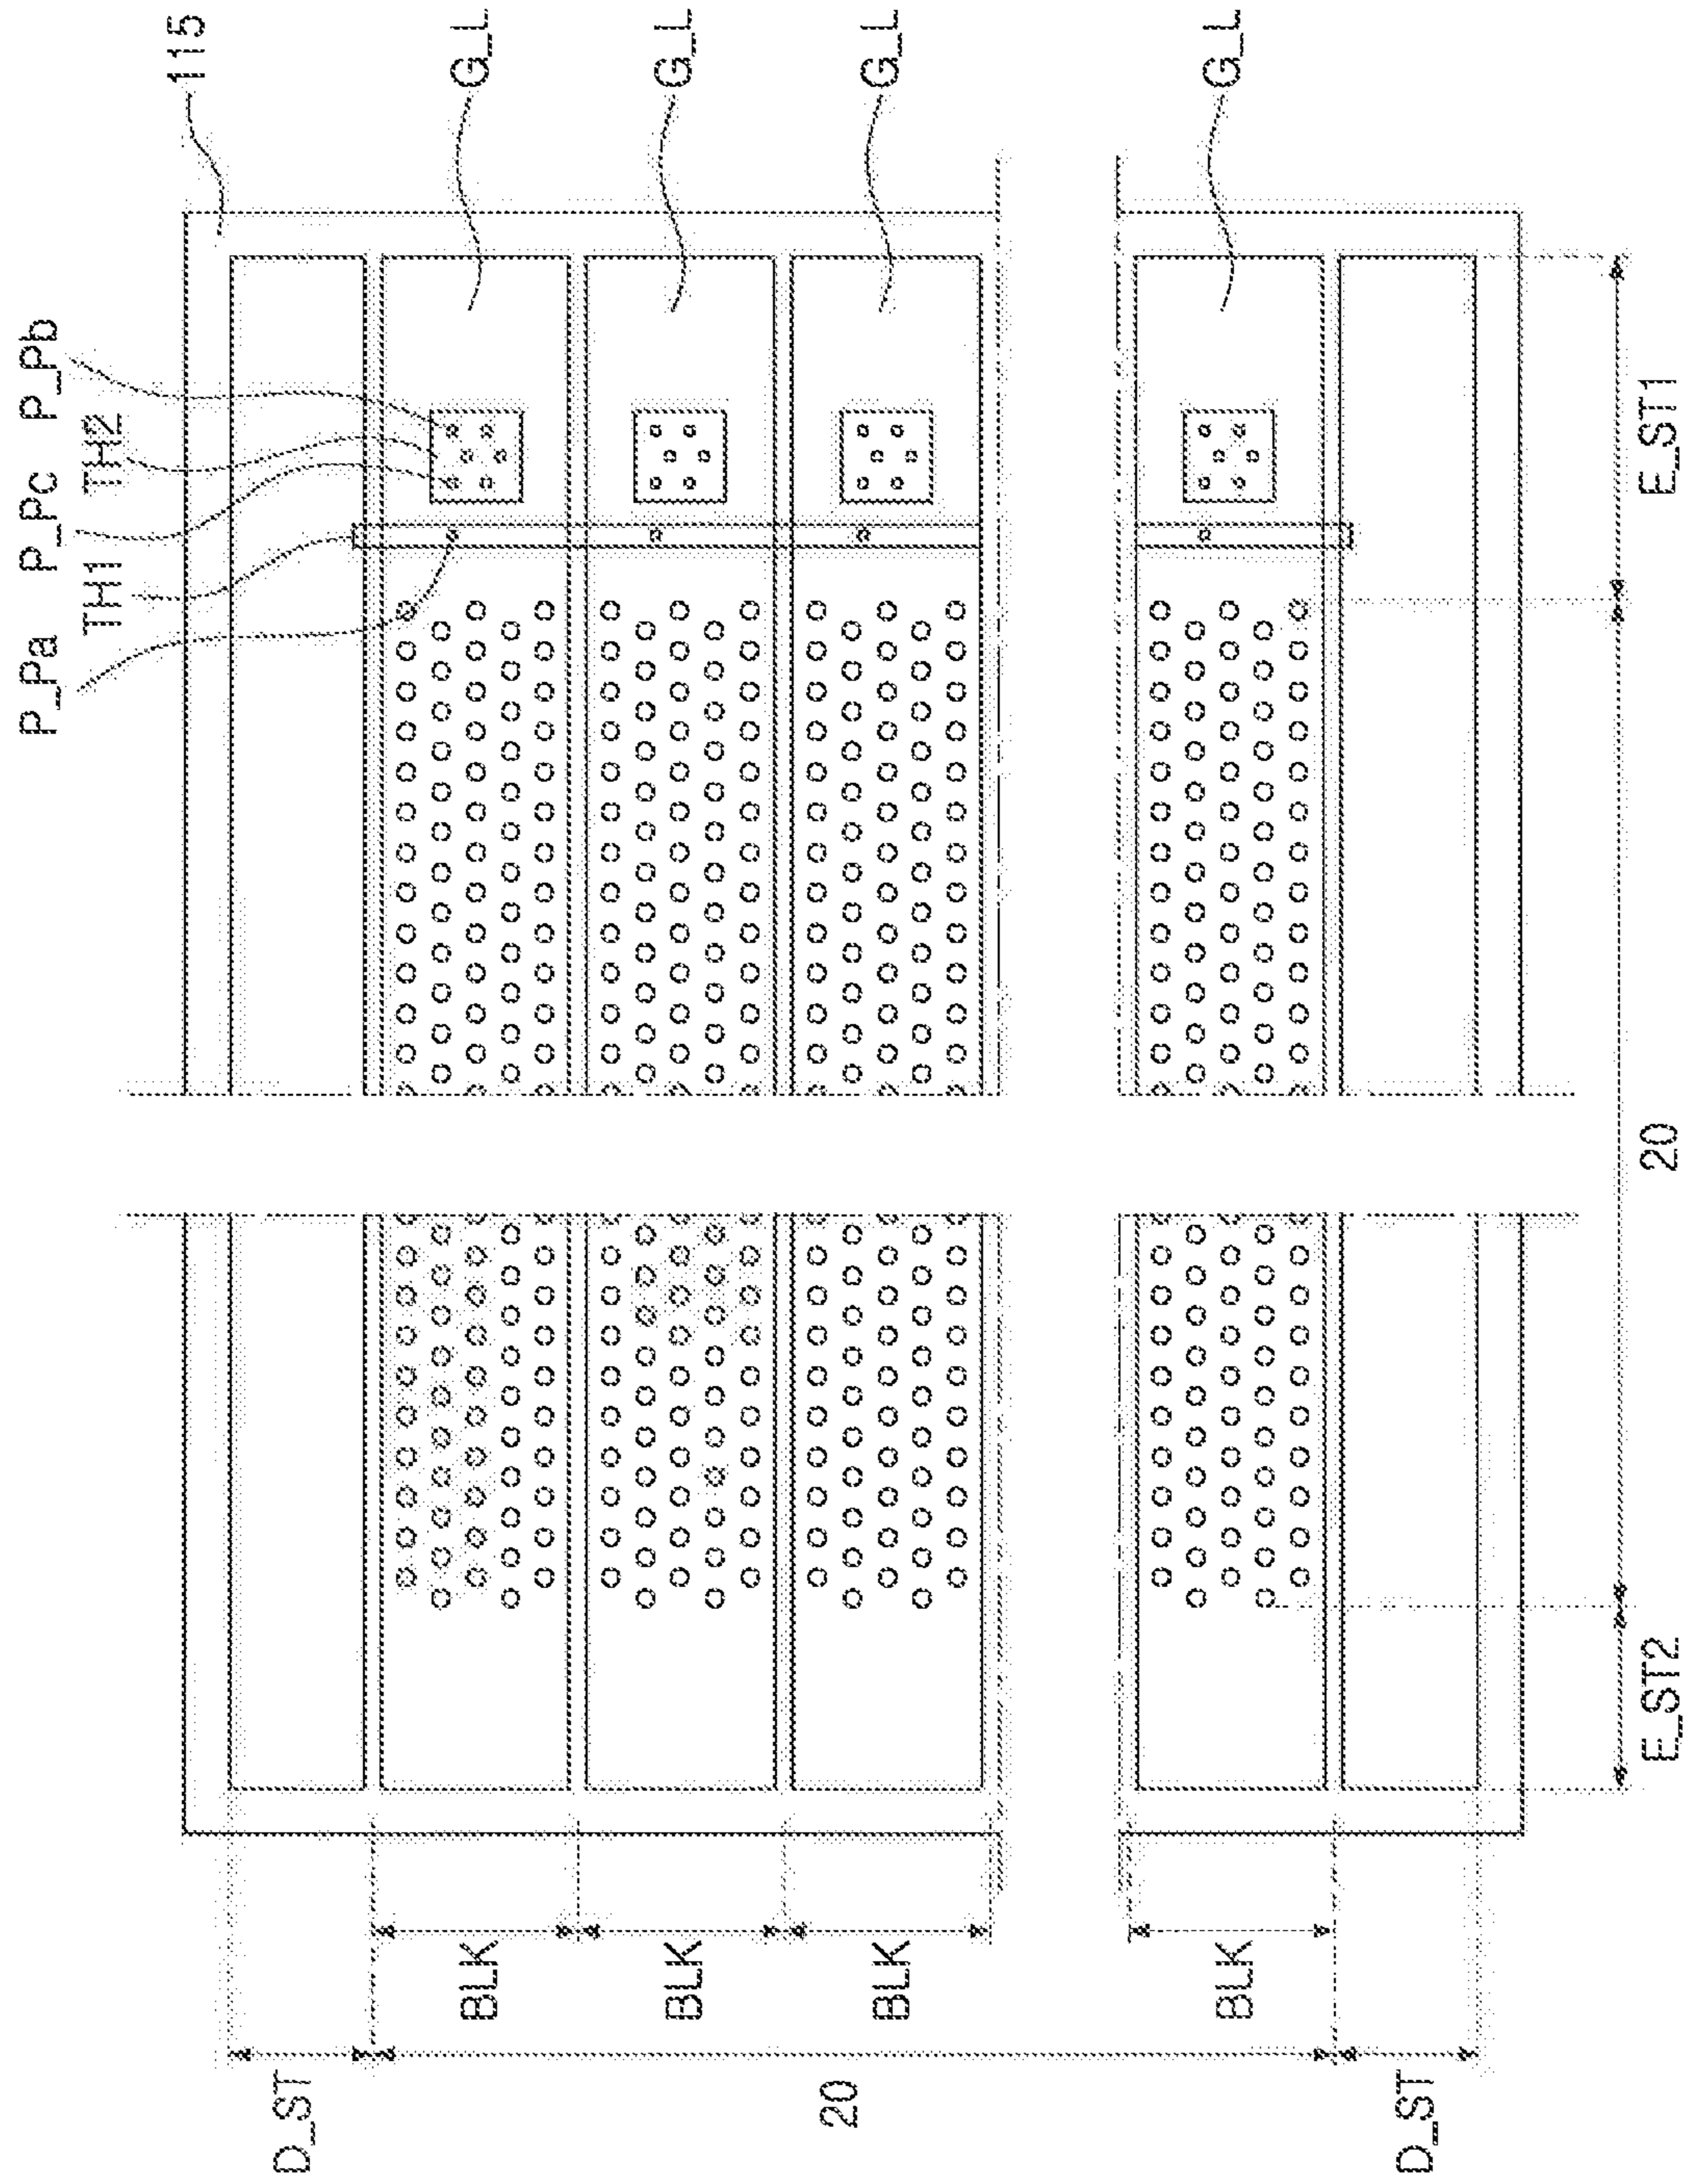 115
G_L
G_L
G_L
G_L
P_Pa
TH1
P_Pc
TH2
P_Pb
E_ST1
20
E_ST2
BLK
BLK
BLK
BLK
D_ST
20
D_ST